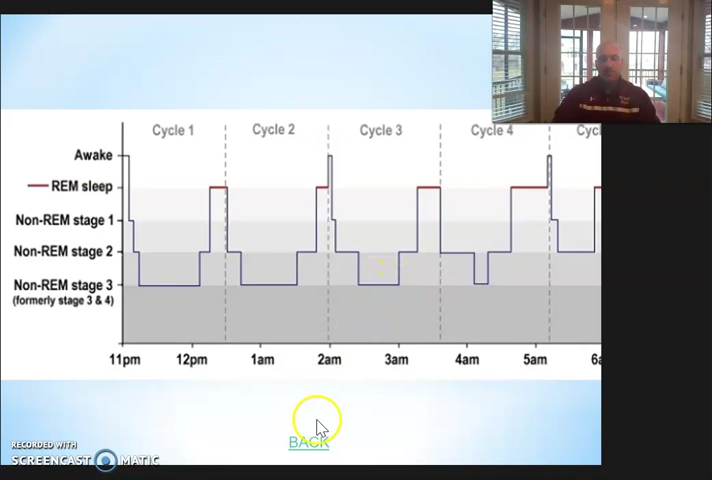 Cycle 1 Cycle 2 Cycle 3 Cycle 4 Cyc
Awake
REM sleep
Non-REM stage 1
Non-REM stage 2
Non-REM stage 3
(formerly stage 3 & 4)
11pm 12pm 1am 2am 3am 4am 5am 6a
BACK
RECORDED WITH
SCREENCAST MATIC